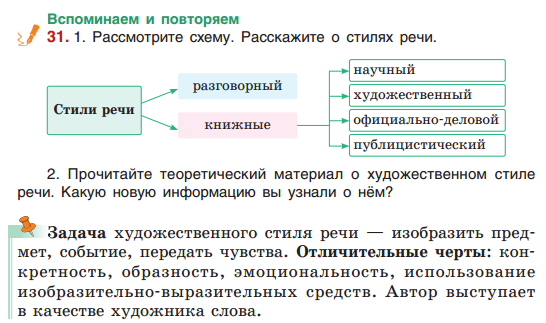 Вспоминаем и повторяем
31. 1. Рассмотрите схему. Расскажите о стилях речи.
Стили речи
разговорный
книжные
научный
художественный
официально-деловой
публицистический
2. Прочитайте теоретический материал о художественном стиле
речи. Какую новую информацию вы узнали о нём?
Задача художественного стиля речи — изобразить пред-
мет, событие, передать чувства. Отличительные черты: кон-
кретность, образность, эмоциональность, использование
изобразительно-выразительных средств. Автор выступает
в качестве художника слова.